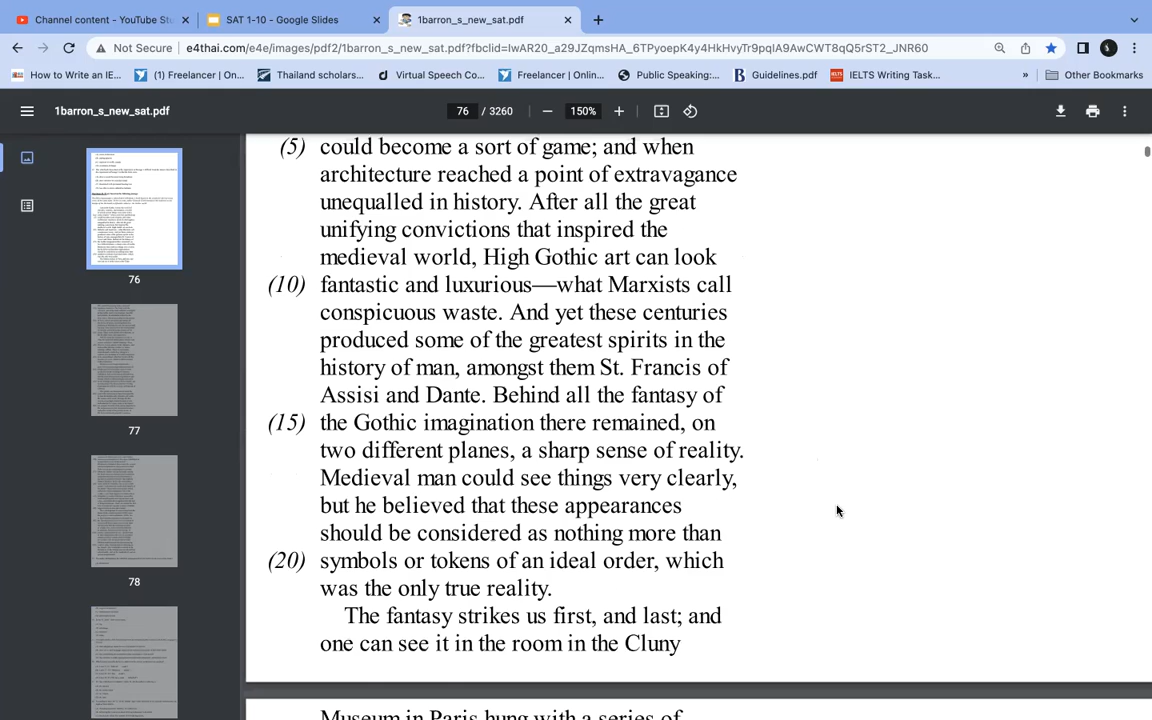 Channel content - YouTube Stu
SAT 1-10 - Google Slides
1barron_s_new_sat.pdf
Not Secure | e4thai.com/e4e/images/pdf2/1barron_s_new_sat.pdf?fbclid=IwAR20_a29JZqmsHA_6TPyoepK4y4HkHvyTr9pqIA9AwCWT8qQ5rST2_JNR60
How to Write an IE...
(1) Freelancer | On...
Thailand scholars...
Virtual Speech Co...
Freelancer | Onlin...
Public Speaking:...
Guidelines.pdf
IELTS Writing Task...
»
Other Bookmarks
1barron_s_new_sat.pdf
76 / 3260
150%
76
77
78
(5) could become a sort of game; and when
architecture reached a point of extravagance
unequalled in history. After all the great
unifying convictions that inspired the
medieval world, High Gothic art can look
(10) fantastic and luxurious—what Marxists call
conspicuous waste. And yet these centuries
produced some of the greatest spirits in the
history of man, amongst them St. Francis of
Assisi and Dante. Behind all the fantasy of
(15) the Gothic imagination there remained, on
two different planes, a sharp sense of reality.
Medieval man could see things very clearly,
but he believed that these appearances
should be considered as nothing more than
(20) symbols or tokens of an ideal order, which
was the only true reality.
The fantasy strikes us first, and last; and
one can see it in the room in the Cluny
Museum in Paris hung with a series of